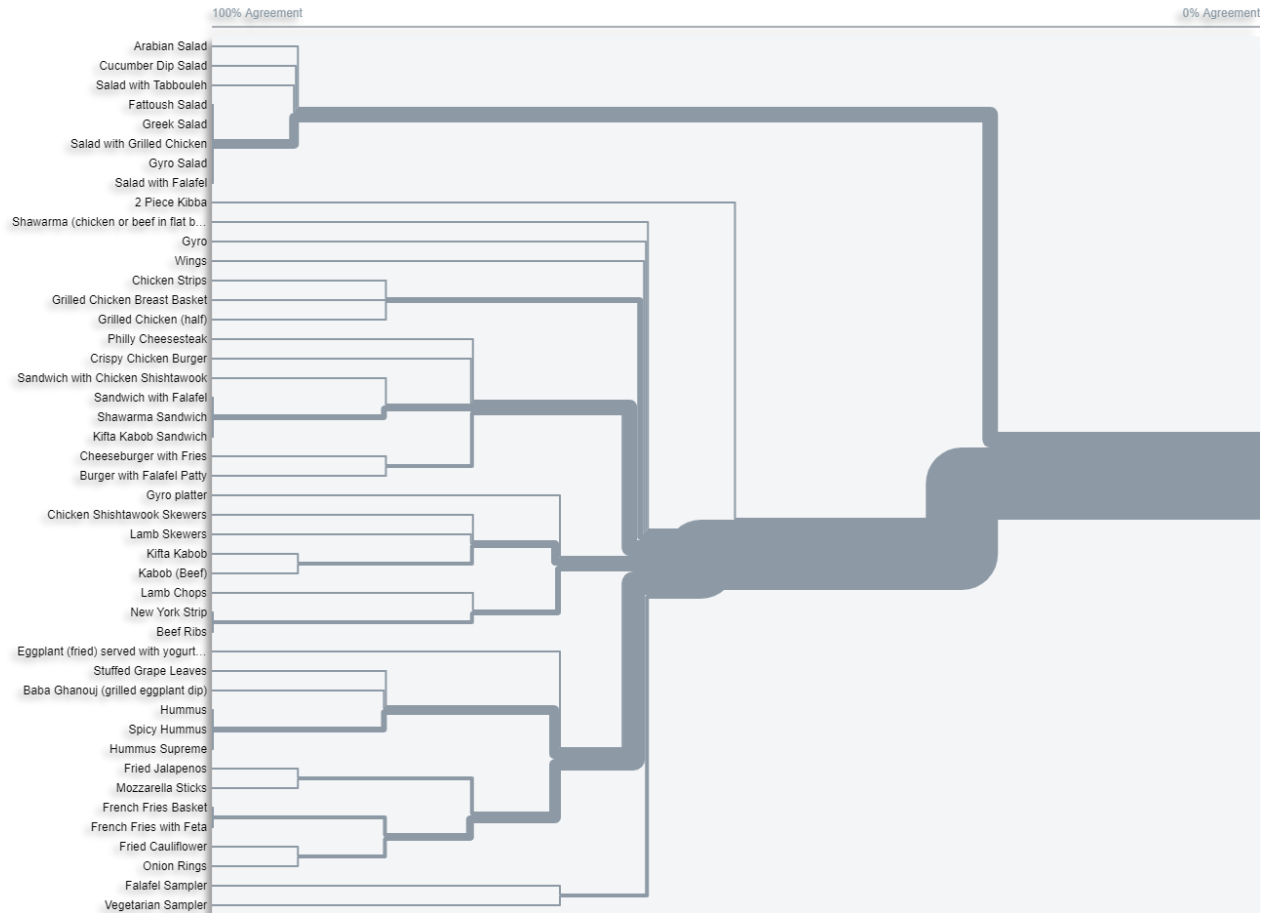 100% Agreement 0% Agreement
Arabian Salad
Cucumber Dip Salad
Salad with Tabbouleh
Fattoush Salad
Greek Salad
Salad with Grilled Chicken
Gyro Salad
Salad with Falafel
2 Piece Kibba
Shawarma (chicken or beef in flat b...
Gyro
Wings
Chicken Strips
Grilled Chicken Breast Basket
Grilled Chicken (half)
Philly Cheesesteak
Crispy Chicken Burger
Sandwich with Chicken Shishtawook
Sandwich with Falafel
Shawarma Sandwich
Kifta Kabob Sandwich
Cheeseburger with Fries
Burger with Falafel Patty
Gyro platter
Chicken Shishtawook Skewers
Lamb Skewers
Kifta Kabob
Kabob (Beef)
Lamb Chops
New York Strip
Beef Ribs
Eggplant (fried) served with yogurt...
Stuffed Grape Leaves
Baba Ghanouj (grilled eggplant dip)
Hummus
Spicy Hummus
Hummus Supreme
Fried Jalapenos
Mozzarella Sticks
French Fries Basket
French Fries with Feta
Fried Cauliflower
Onion Rings
Falafel Sampler
Vegetarian Sampler